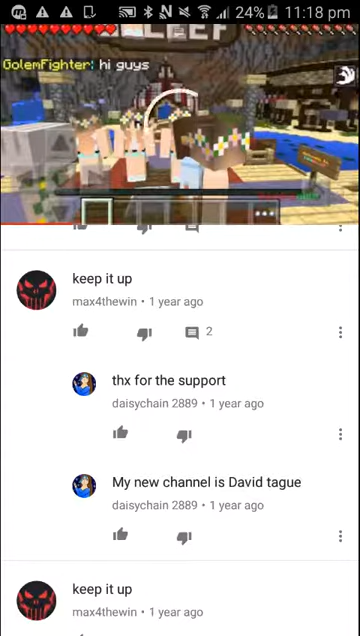 24% 11:18 pm
GolemFighter: hi guys
keep it up
max4thewin • 1 year ago
2
thx for the support
daisychain 2889 • 1 year ago
My new channel is David tague
daisychain 2889 • 1 year ago
keep it up
max4thewin • 1 year ago